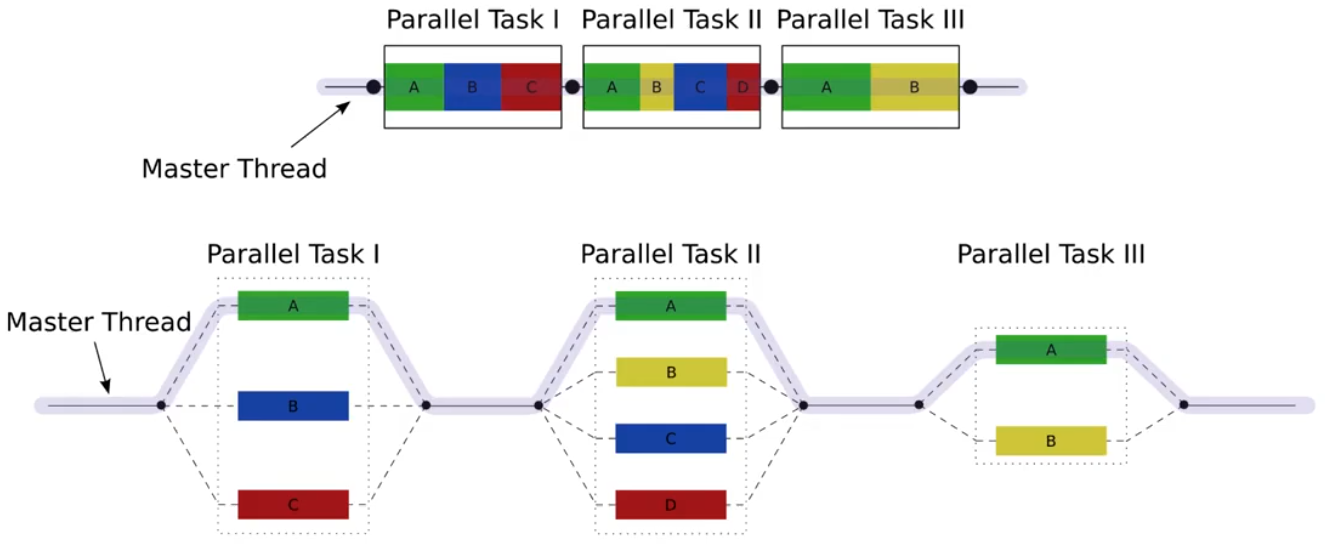 Parallel Task I Parallel Task II Parallel Task III
A B C A B C D A B
Master Thread
Parallel Task I Parallel Task II Parallel Task III
Master Thread
A A
A
B
B
B
C
B
C D